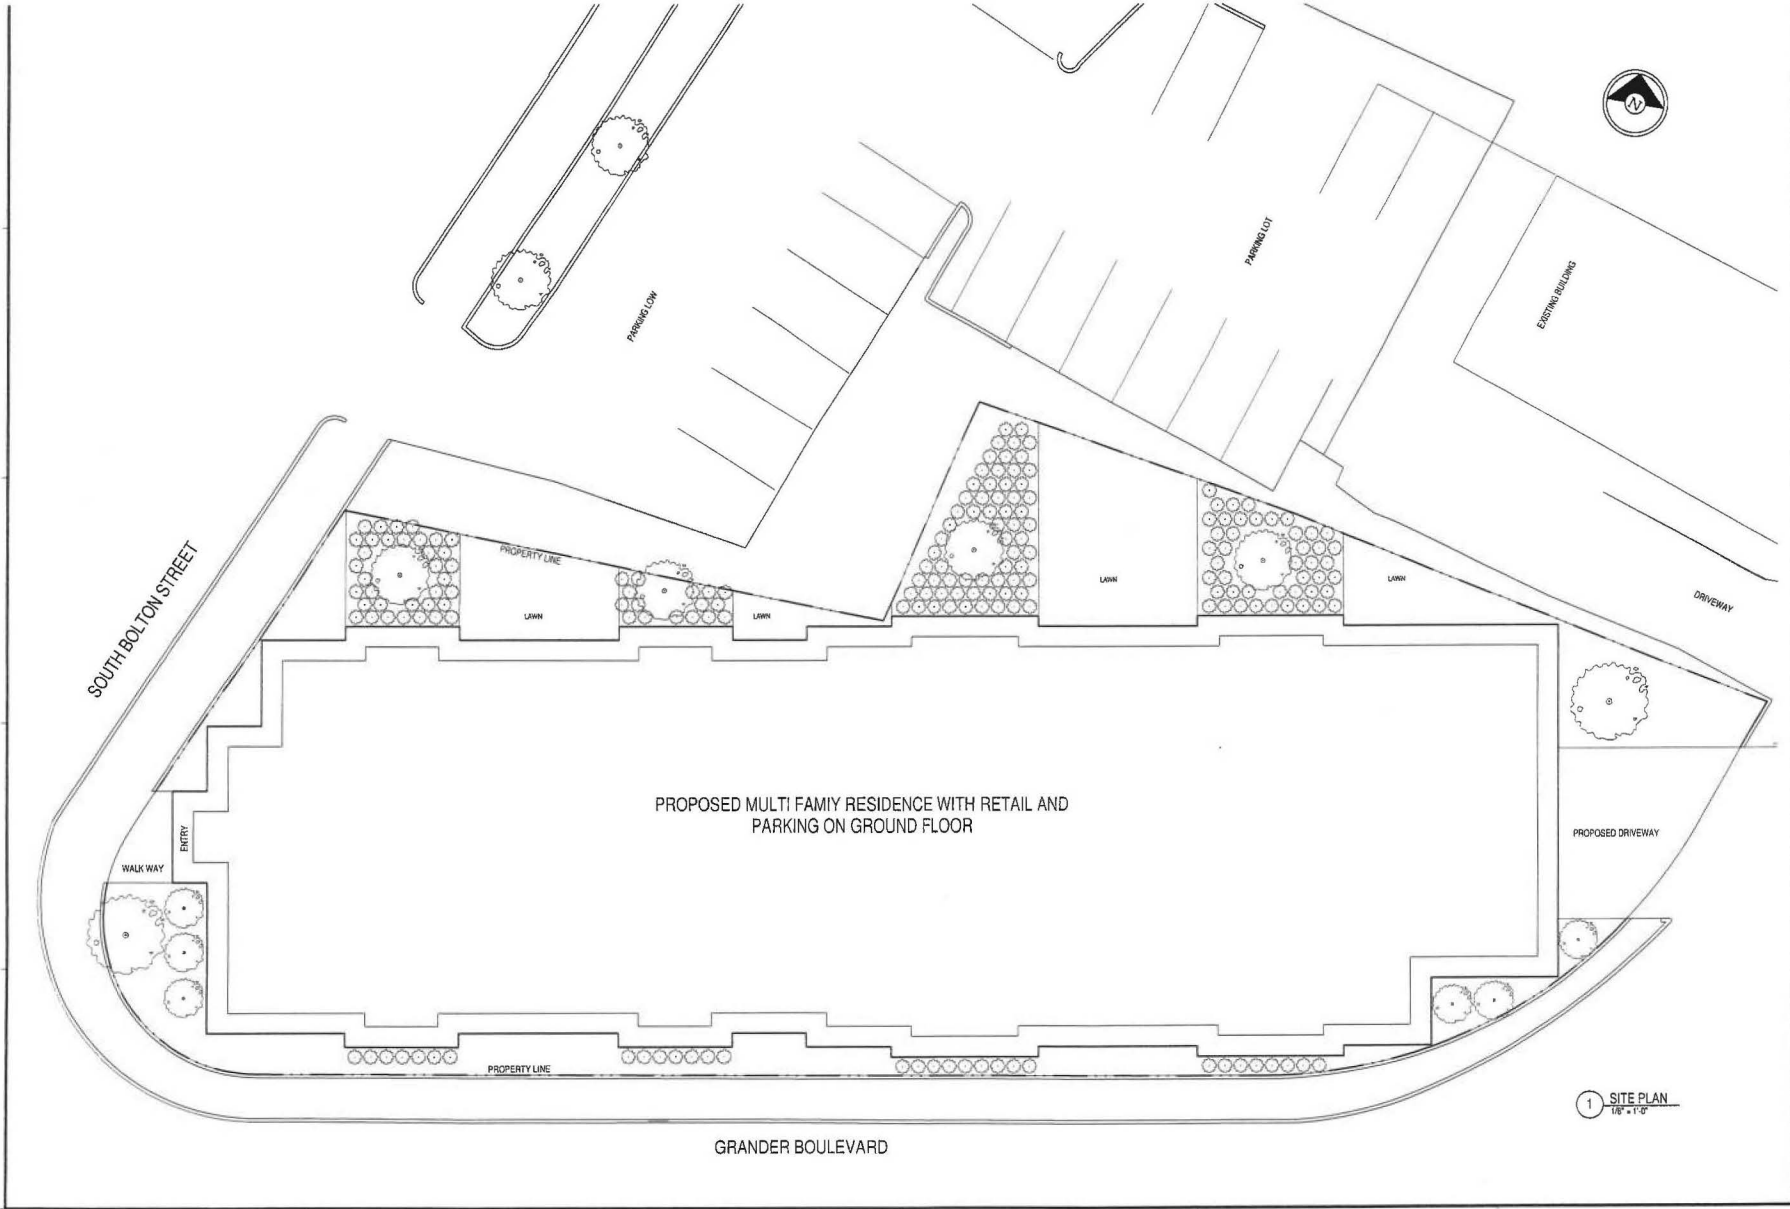 N
PARKING LOT
EXISTING BUILDING
PARKING LOW
SOUTH BOLTON STREET
PROPERTY LINE
LAWN
LAWN
LAWN
LAWN
DRIVEWAY
PROPOSED MULTI FAMIY RESIDENCE WITH RETAIL AND
PARKING ON GROUND FLOOR
ENTRY
WALK WAY
PROPOSED DRIVEWAY
PROPERTY LINE
1 SITE PLAN
GRANDER BOULEVARD